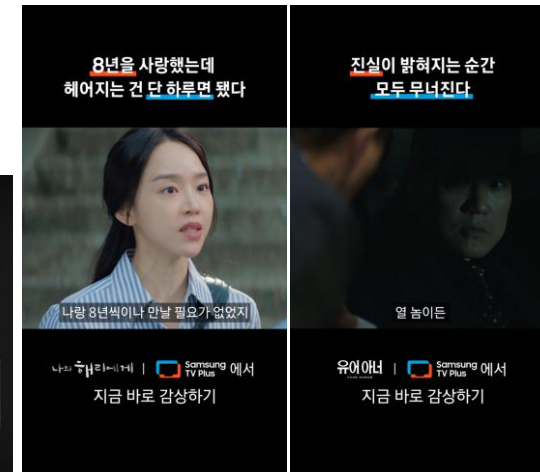 8년을 사랑했는데
헤어지는 건 단 하루면 됐다
나랑 8년씩이나 만날 필요가 없었지
나의 해리에게 | Samsung TV Plus 에서
지금 바로 감상하기
진실이 밝혀지는 순간
모두 무너진다
열 놈이든
유어 아너 | Samsung TV Plus 에서
지금 바로 감상하기